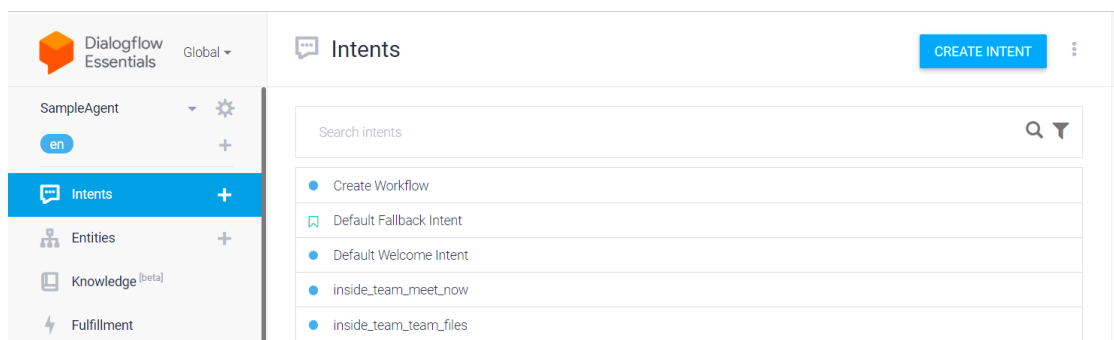 Dialogflow
Essentials
Global
Intents
CREATE INTENT
SampleAgent
en
Search intents
Intents
Entities
Knowledge [beta]
Fulfillment
Create Workflow
Default Fallback Intent
Default Welcome Intent
inside_team_meet_now
inside_team_team_files